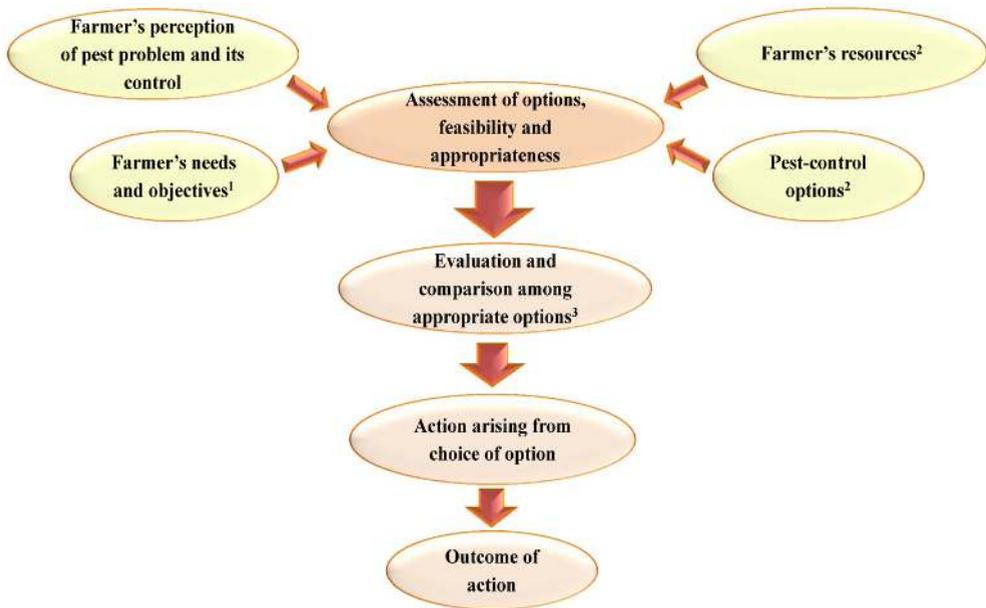 Farmer’s perception
of pest problem and its
control
Farmer’s resources²
Assessment of options,
feasibility and
appropriateness
Farmer’s needs
and objectives¹
Pest-control
options²
Evaluation and
comparison among
appropriate options³
Action arising from
choice of option
Outcome of
action